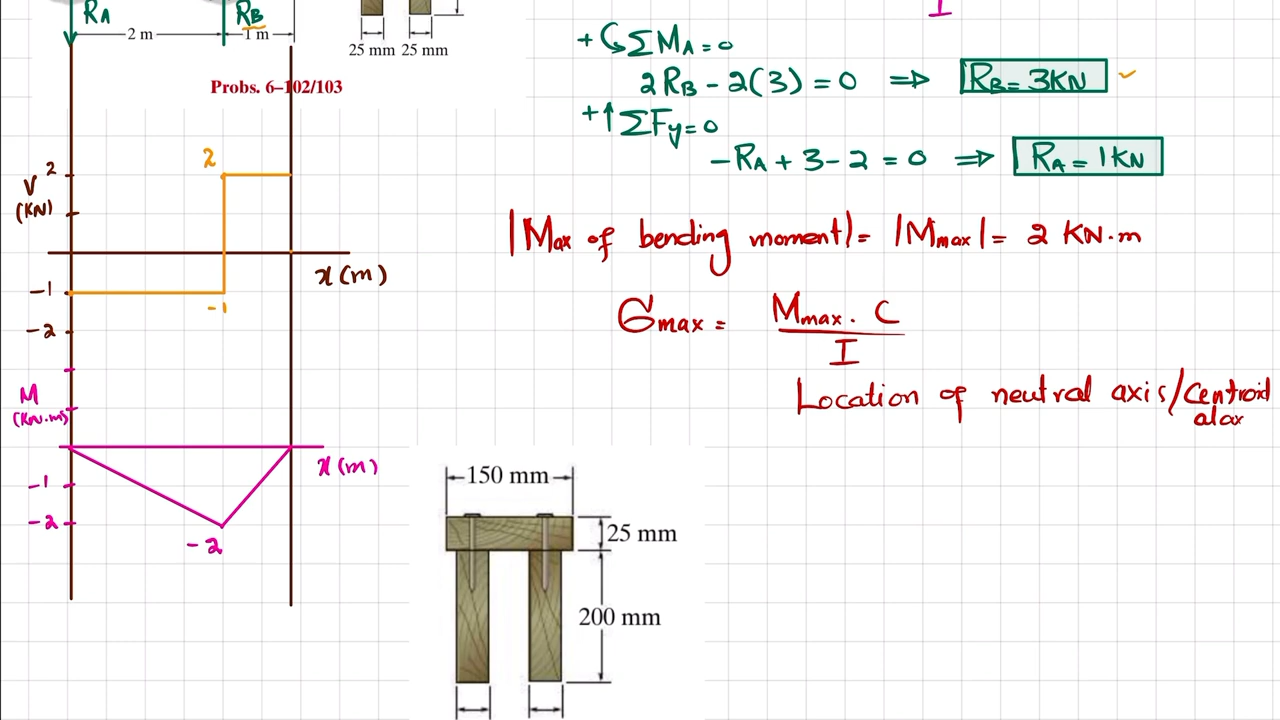 RA
RB
2 m
1 m
25 mm 25 mm
Probs. 6–102/103
I
+ ΣMA=0
2RB - 2(3) = 0 ⇒ RB= 3KN
+↑ ΣFy=0
-RA + 3 - 2 = 0 ⇒ RA = 1KN
|Max of bending moment| = |Mmax| = 2 KN.m
σmax = Mmax . C
I
Location of neutral axis/Centroid
alax
V
(KN)
2
2
-1
-1
-2
x(m)
M
(KN.m)
x(m)
-1
-2
-2
150 mm
25 mm
200 mm